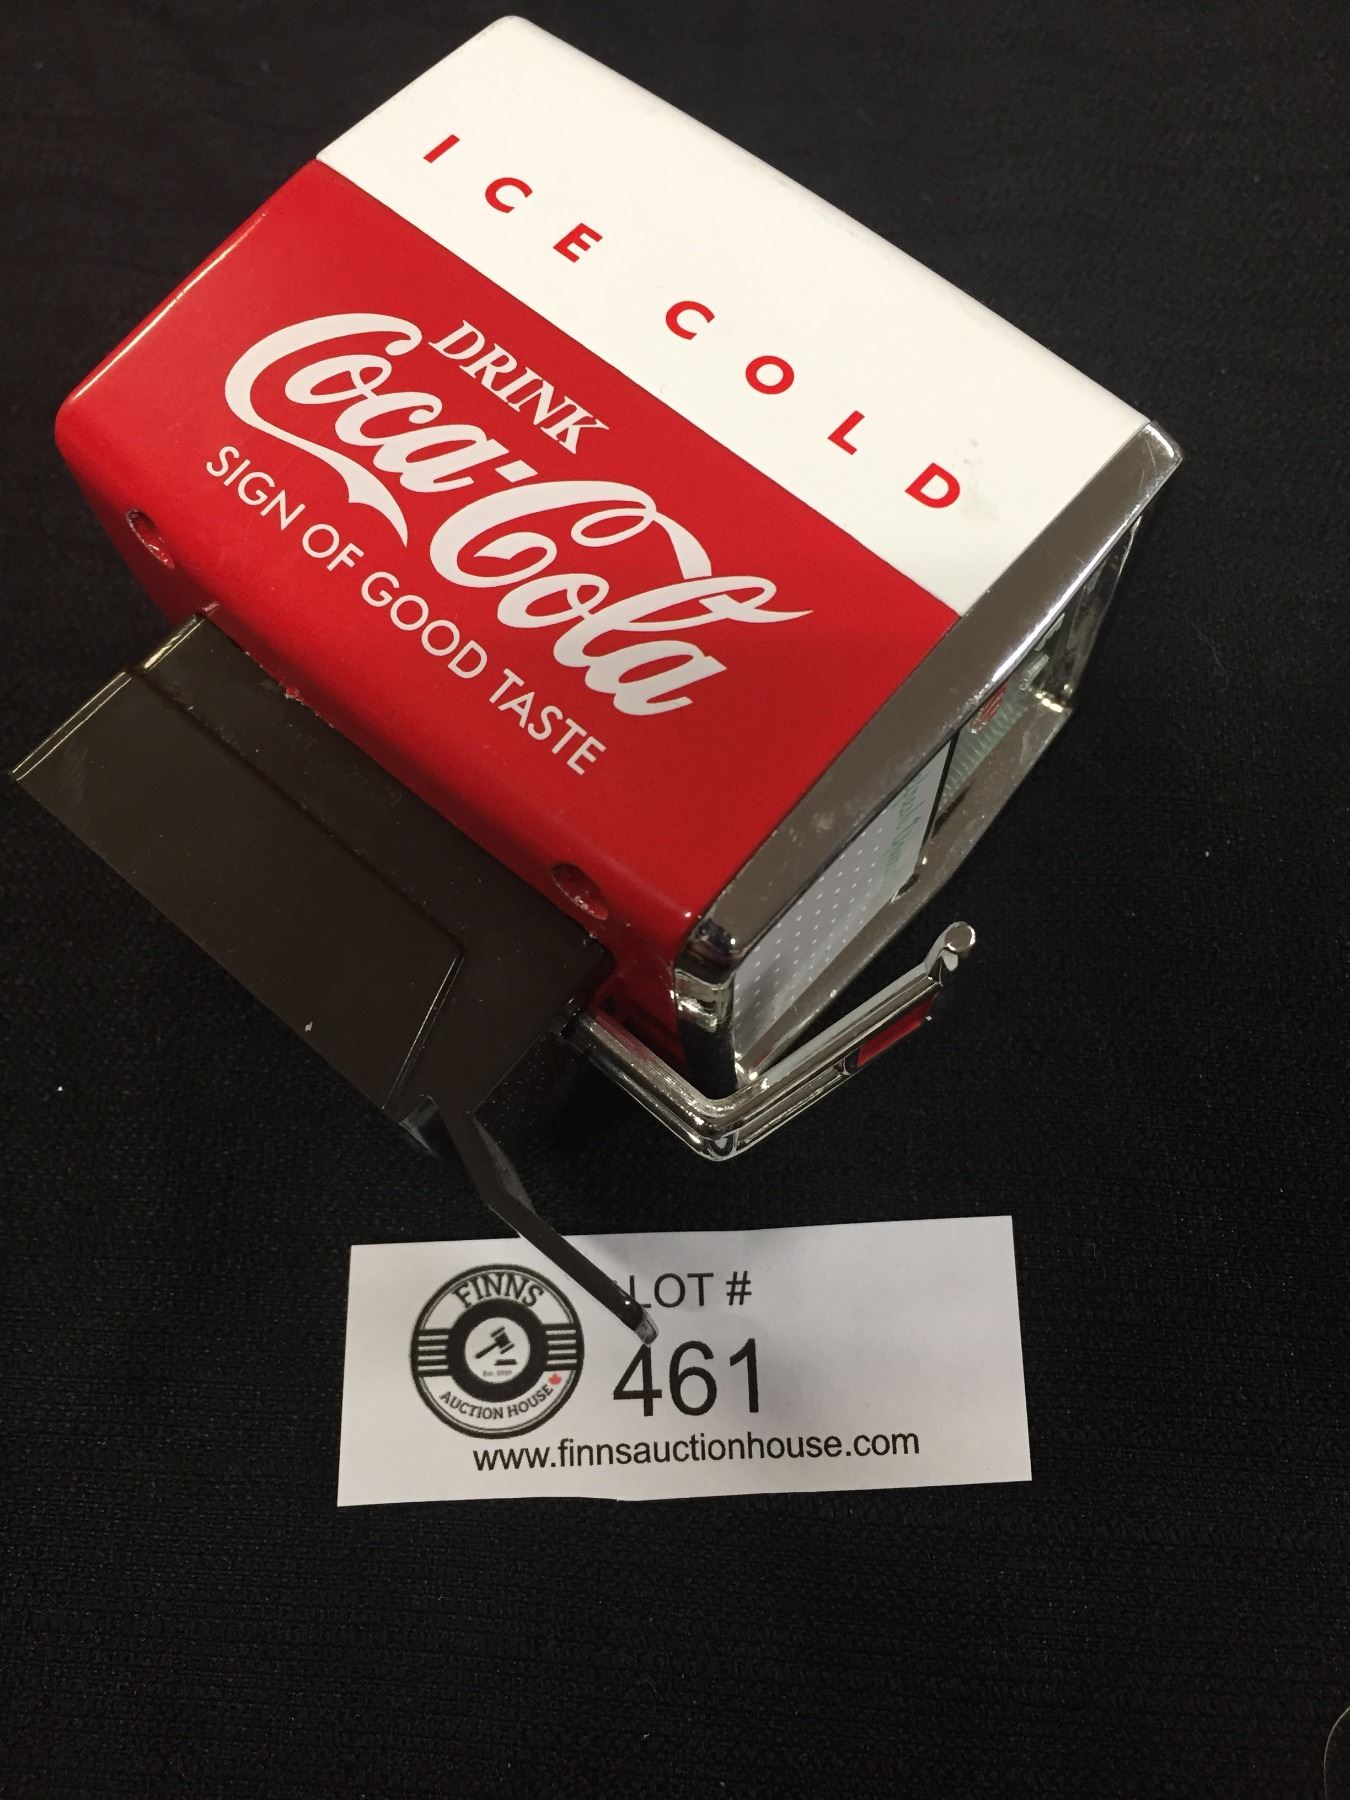 ICE COLD
DRINK
Coca-Cola
SIGN OF GOOD TASTE
FINNS
AUCTION HOUSE
LOT #
461
www.finnsauctionhouse.com